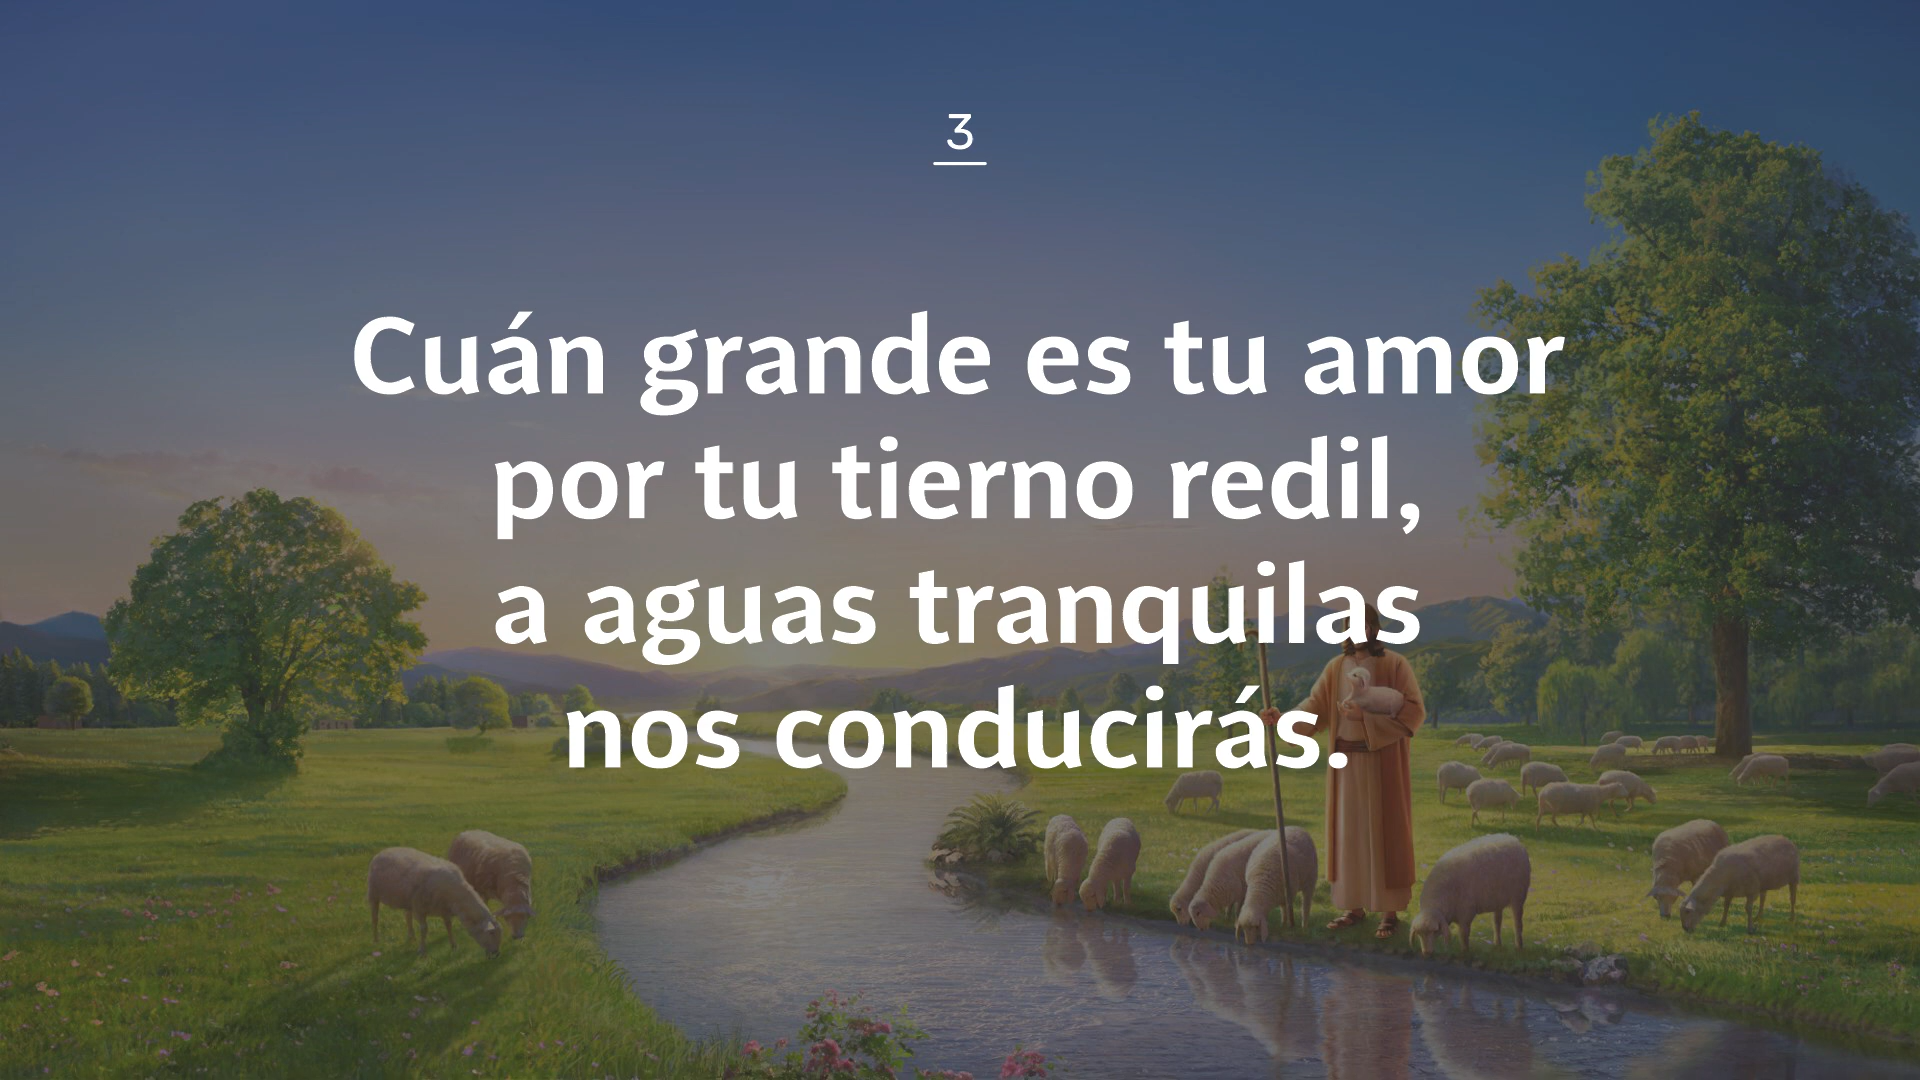 3
Cuán grande es tu amor
por tu tierno redil,
a aguas tranquilas
nos conducirás.